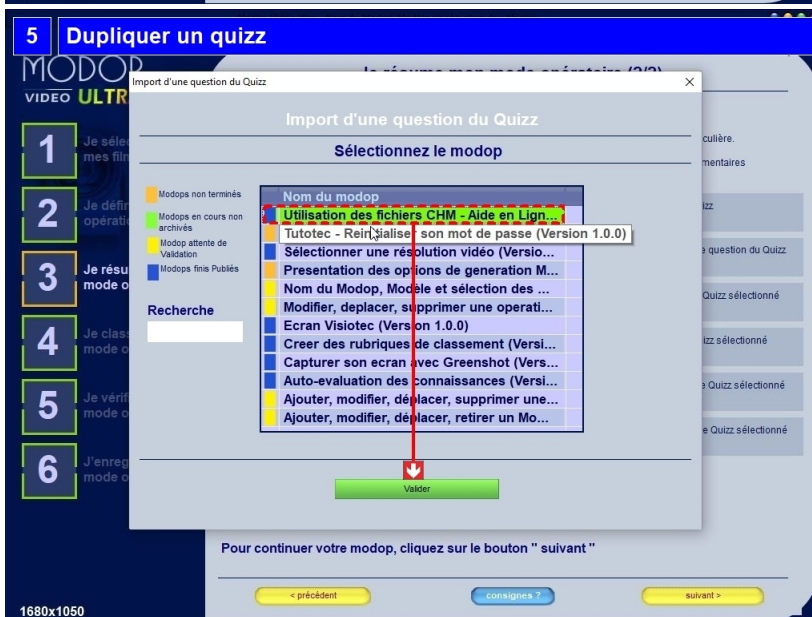 5 Dupliquer un quizz
MODOP
VIDEO ULTR
Import d'une question du Quizz
Import d'une question du Quizz
Sélectionnez le modop
Modops non terminés
Modops en cours non
archivés
Modop attente de
Validation
Modops finis Publiés
Recherche
Nom du modop
Utilisation des fichiers CHM - Aide en Lign...
Tutotec - Reinitialiser son mot de passe (Version 1.0.0)
Sélectionner une résolution vidéo (Versio...
Presentation des options de generation M...
Nom du Modop, Modèle et sélection des ...
Modifier, deplacer, supprimer une operati...
Ecran Visiotec (Version 1.0.0)
Creer des rubriques de classement (Versi...
Capturer son ecran avec Greenshot (Vers...
Auto-evaluation des connaissances (Versi...
Ajouter, modifier, déplacer, supprimer une...
Ajouter, modifier, déplacer, retirer un Mo...
Valider
1 Je sélec
mes film
2 Je défin
opératio
3 Je résu
mode o
4 Je class
mode o
5 Je vérifi
mode o
6 J'enreg
mode o
culière.
mentaires
izz
e question du Quizz
Quizz sélectionné
izz sélectionné
e Quizz sélectionné
e Quizz sélectionné
Pour continuer votre modop, cliquez sur le bouton " suivant "
< précédent
consignes ?
suivant >
1680x1050